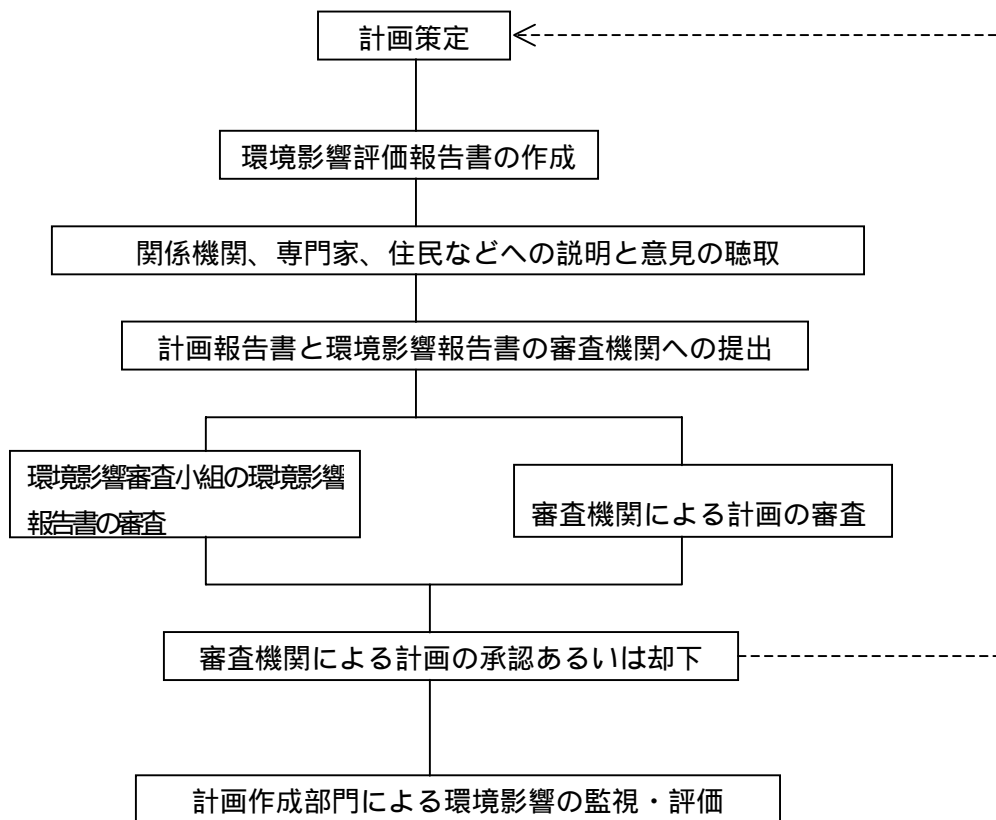 計画策定
環境影響評価報告書の作成
関係機関、専門家、住民などへの説明と意見の聴取
計画報告書と環境影響報告書の審査機関への提出
環境影響審査小組の環境影響
報告書の審査
審査機関による計画の審査
審査機関による計画の承認あるいは却下
計画作成部門による環境影響の監視・評価